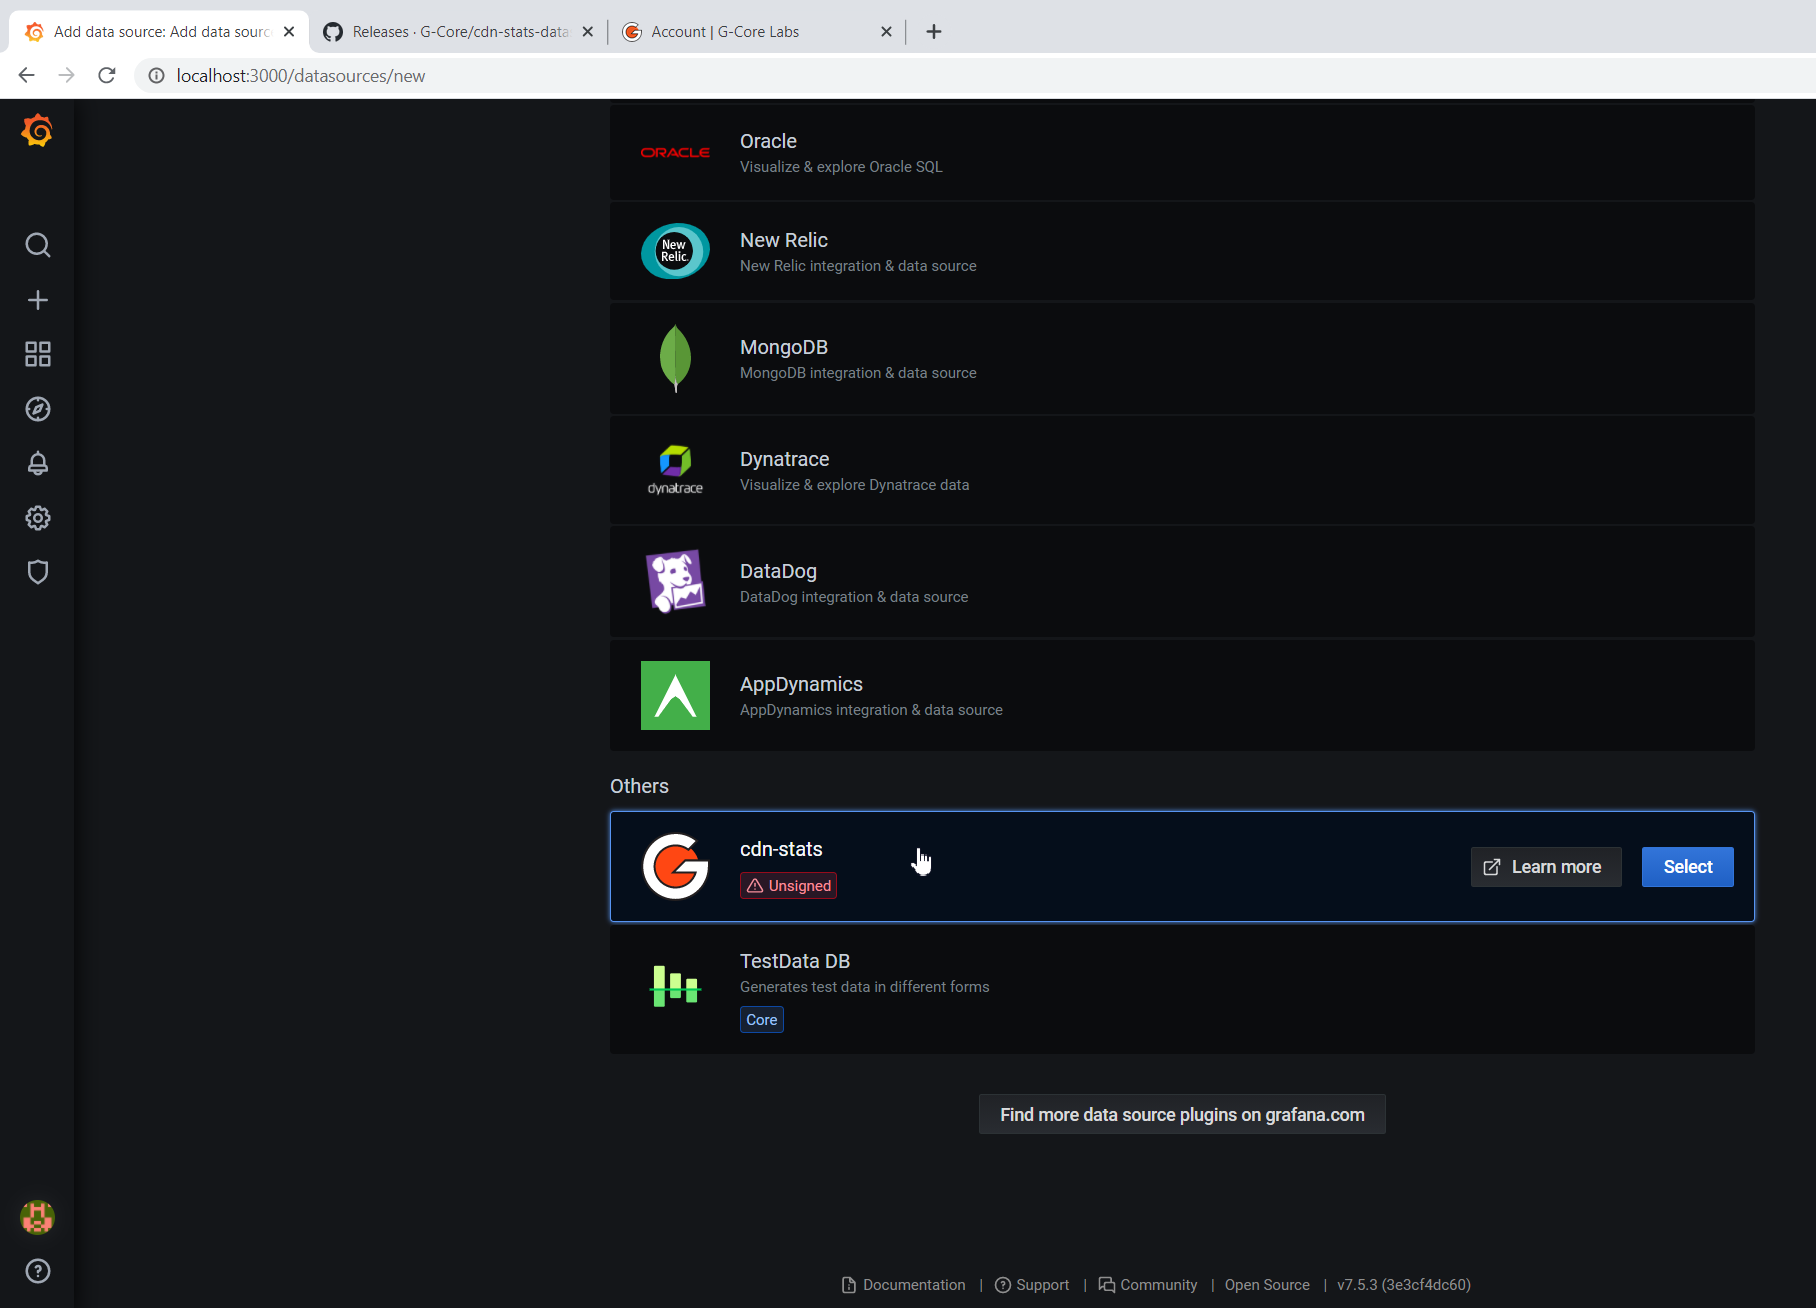 Add data source: Add data sourc
Releases · G-Core/cdn-stats-data
Account | G-Core Labs
localhost:3000/datasources/new
ORACLE
Oracle
Visualize & explore Oracle SQL
New
Relic.
New Relic
New Relic integration & data source
MongoDB
MongoDB integration & data source
dynatrace
Dynatrace
Visualize & explore Dynatrace data
DataDog
DataDog integration & data source
AppDynamics
AppDynamics integration & data source
Others
cdn-stats
Unsigned
Learn more
Select
TestData DB
Generates test data in different forms
Core
Find more data source plugins on grafana.com
Documentation | Support | Community | Open Source | v7.5.3 (3e3cf4dc60)